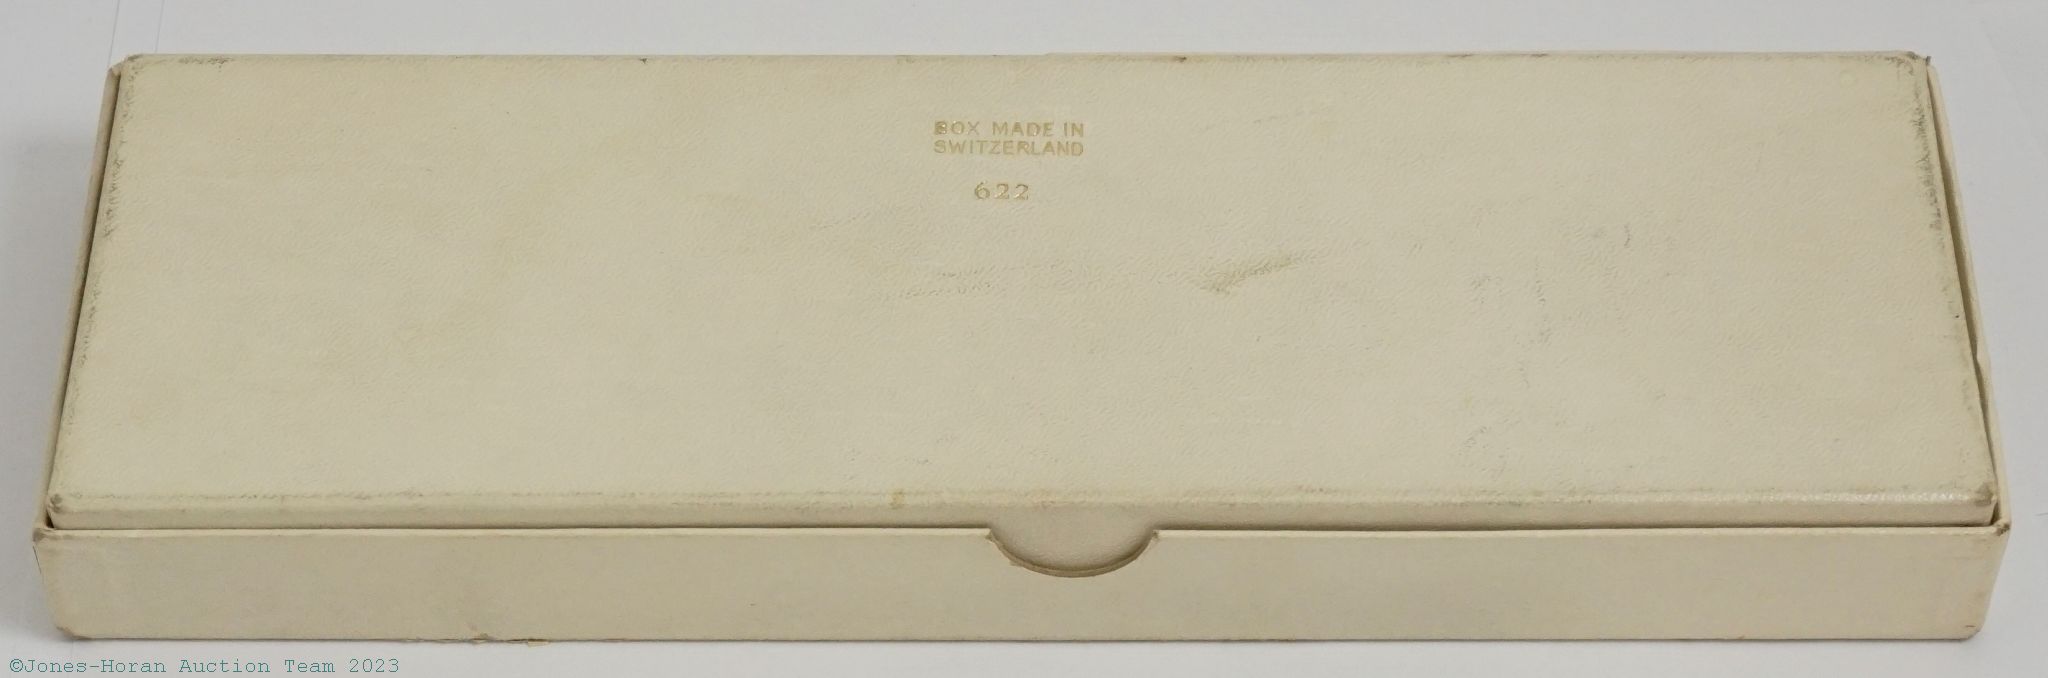 BOX MADE IN
SWITZERLAND
622
©Jones-Horan Auction Team 2023